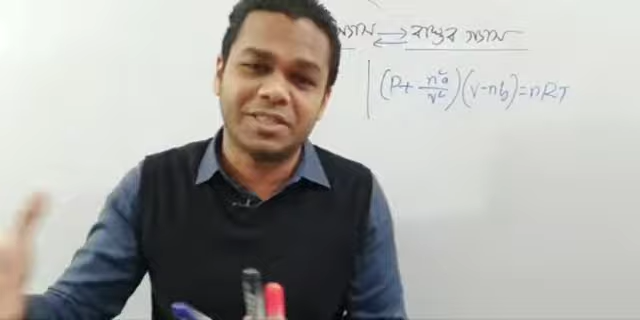 গ্যাস ⇌ বাস্তব গ্যাস
(P+ n²a/v²)(v-nb)=nRT